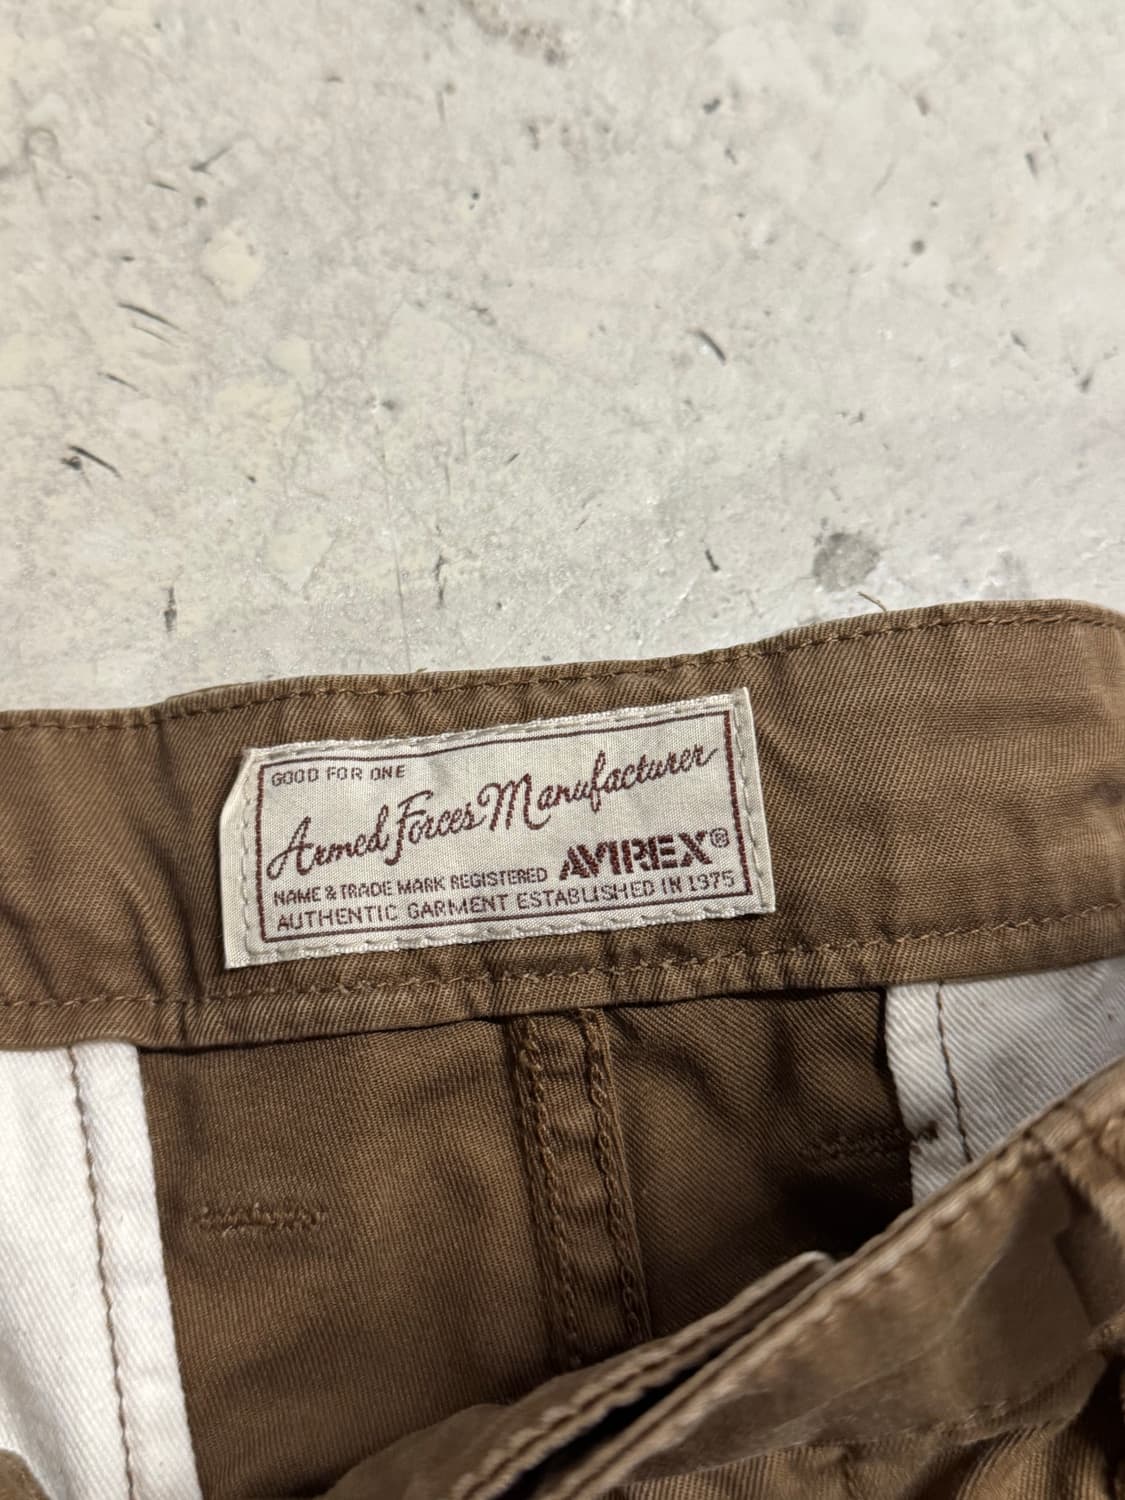 GOOD FOR ONE
Armed Forces Manufacturer
NAME & TRADE MARK REGISTERED AVIREX®
AUTHENTIC GARMENT ESTABLISHED IN 1975